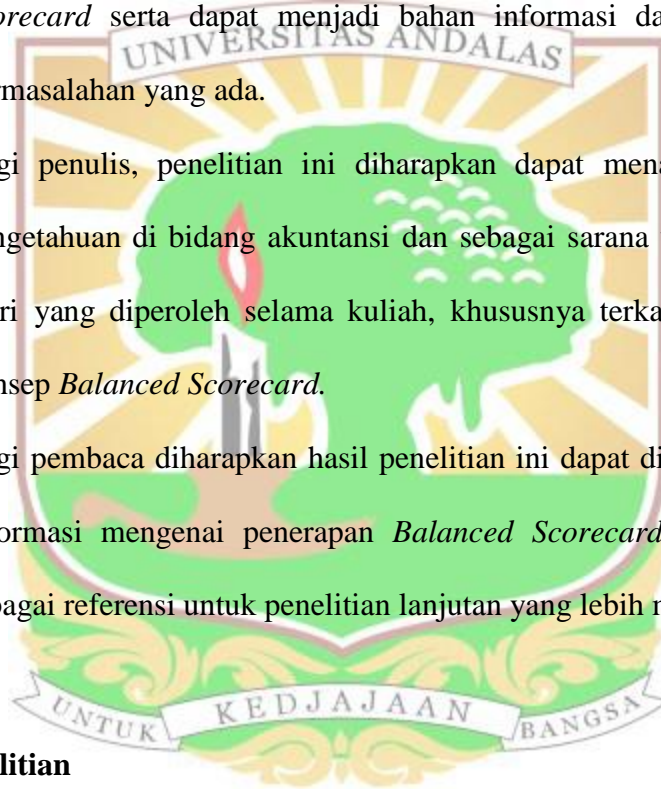 orecard serta dapat menjadi bahan informasi da
UNIVERSITAS ANDALAS
rmasalahan yang ada.
gi penulis, penelitian ini diharapkan dapat mena
ngetahuan di bidang akuntansi dan sebagai sarana
ri yang diperoleh selama kuliah, khususnya terka
nsep Balanced Scorecard.
gi pembaca diharapkan hasil penelitian ini dapat di
ormasi mengenai penerapan Balanced Scorecard
bagai referensi untuk penelitian lanjutan yang lebih
UNTUK KEDJAJAAN BANGSA
litian